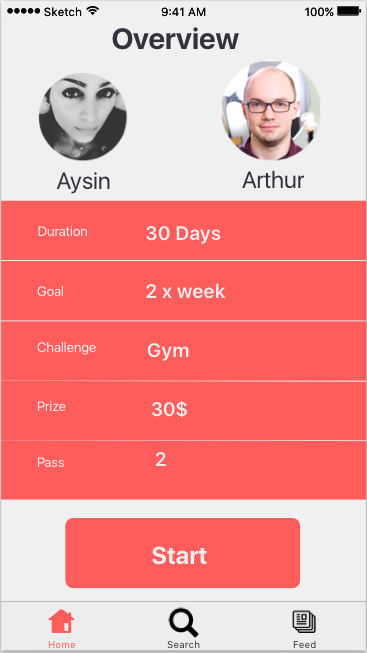 Sketch 9:41 AM 100%
Overview
Aysin Arthur
Duration 30 Days
Goal 2 x week
Challenge Gym
Prize 30$
Pass 2
Start
Home Search Feed